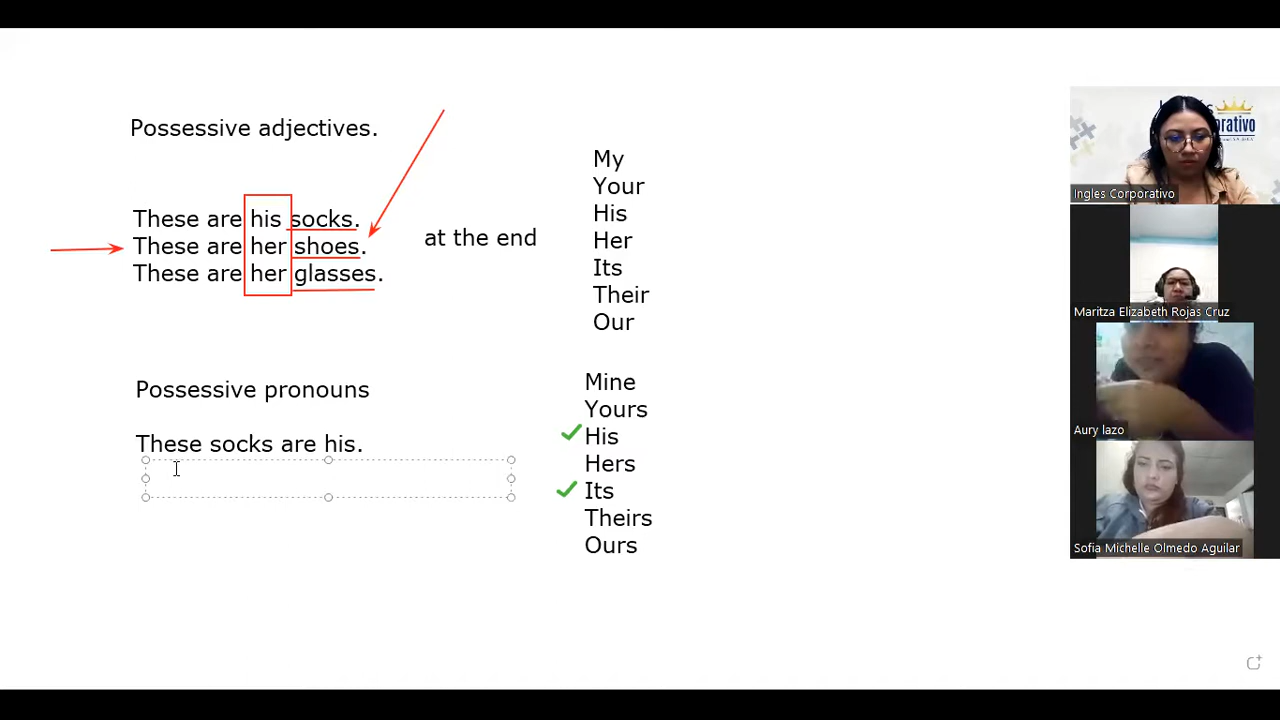 Possessive adjectives.
These are his socks.
These are her shoes.
These are her glasses.
at the end
My
Your
His
Her
Its
Their
Our
Possessive pronouns
These socks are his.
Mine
Yours
His
Hers
Its
Theirs
Ours
Ingles Corporativo
Maritza Elizabeth Rojas Cruz
Aury lazo
Sofia Michelle Olmedo Aguilar